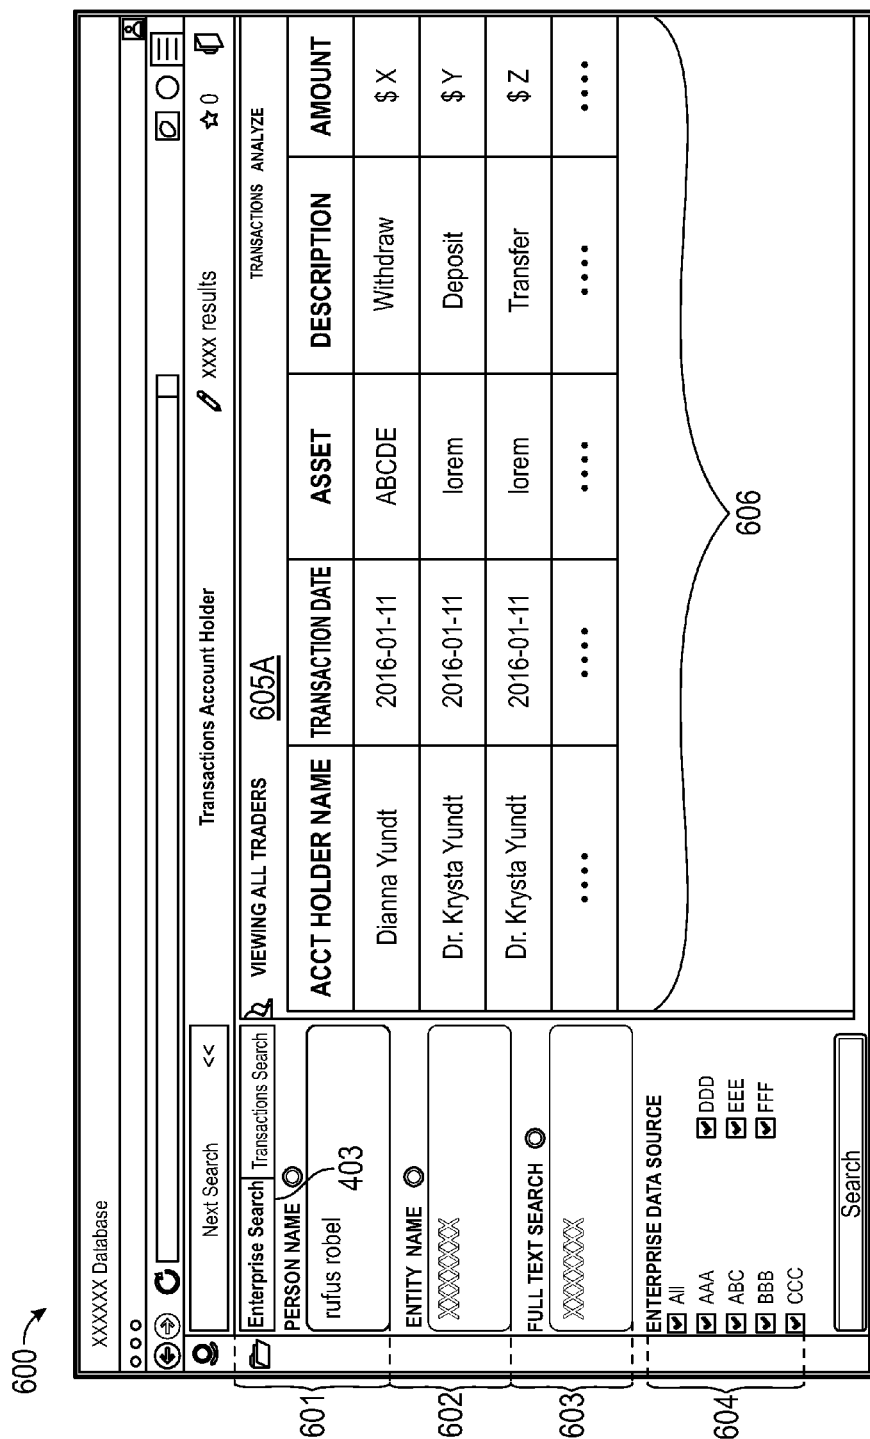 600
XXXXXX Database
Next Search <<
Transactions Account Holder
xxxx results
0
Enterprise Search
Transactions Search
VIEWING ALL TRADERS
605A
TRANSACTIONS ANALYZE
601
PERSON NAME
rufus robel
403
602
ENTITY NAME
XXXXXXXX
603
FULL TEXT SEARCH
XXXXXXXX
604
ENTERPRISE DATA SOURCE
All
AAA DDD
ABC EEE
BBB FFF
CCC
Search
ACCT HOLDER NAME TRANSACTION DATE ASSET DESCRIPTION AMOUNT
Dianna Yundt 2016-01-11 ABCDE Withdraw $ X
Dr. Krysta Yundt 2016-01-11 lorem Deposit $ Y
Dr. Krysta Yundt 2016-01-11 lorem Transfer $ Z
•••• •••• •••• •••• ••••
606